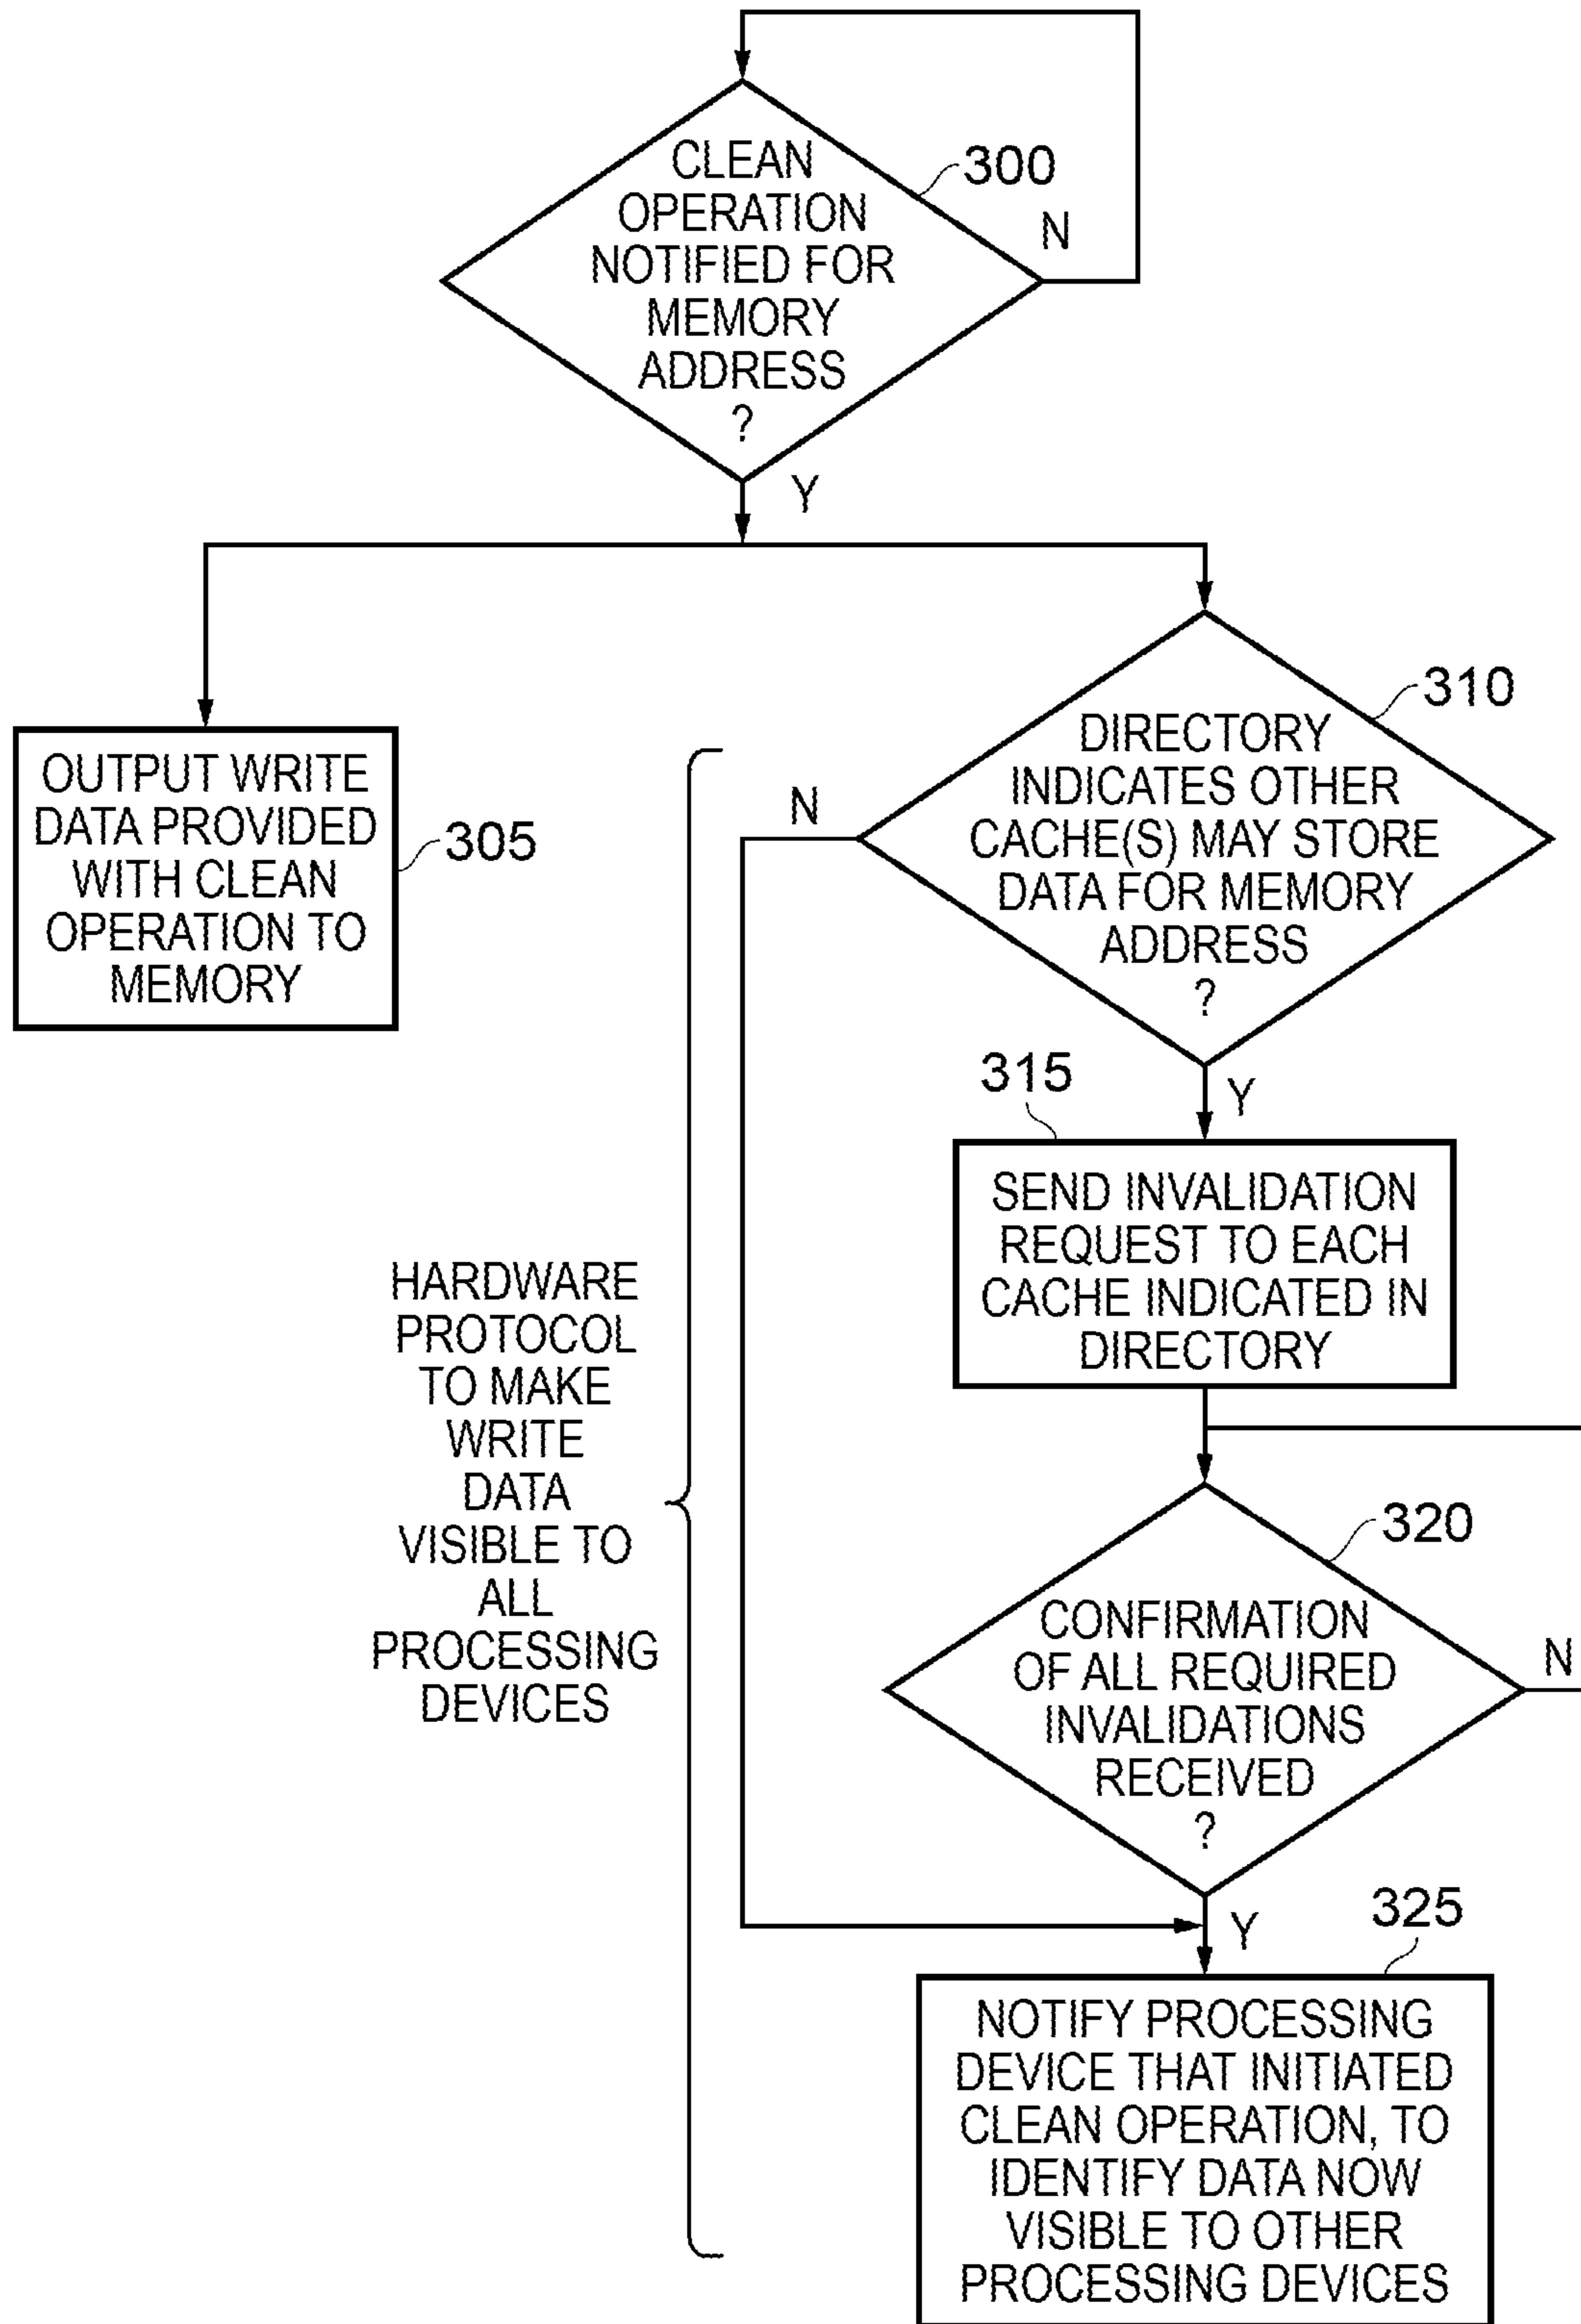 CLEAN
OPERATION
NOTIFIED FOR
MEMORY
ADDRESS
?
300
N
Y
OUTPUT WRITE
DATA PROVIDED
WITH CLEAN
OPERATION TO
MEMORY
305
310
DIRECTORY
INDICATES OTHER
CACHE(S) MAY STORE
DATA FOR MEMORY
ADDRESS
?
N
Y
315
SEND INVALIDATION
REQUEST TO EACH
CACHE INDICATED IN
DIRECTORY
HARDWARE
PROTOCOL
TO MAKE
WRITE
DATA
VISIBLE TO
ALL
PROCESSING
DEVICES
320
CONFIRMATION
OF ALL REQUIRED
INVALIDATIONS
RECEIVED
?
N
Y
325
NOTIFY PROCESSING
DEVICE THAT INITIATED
CLEAN OPERATION, TO
IDENTIFY DATA NOW
VISIBLE TO OTHER
PROCESSING DEVICES